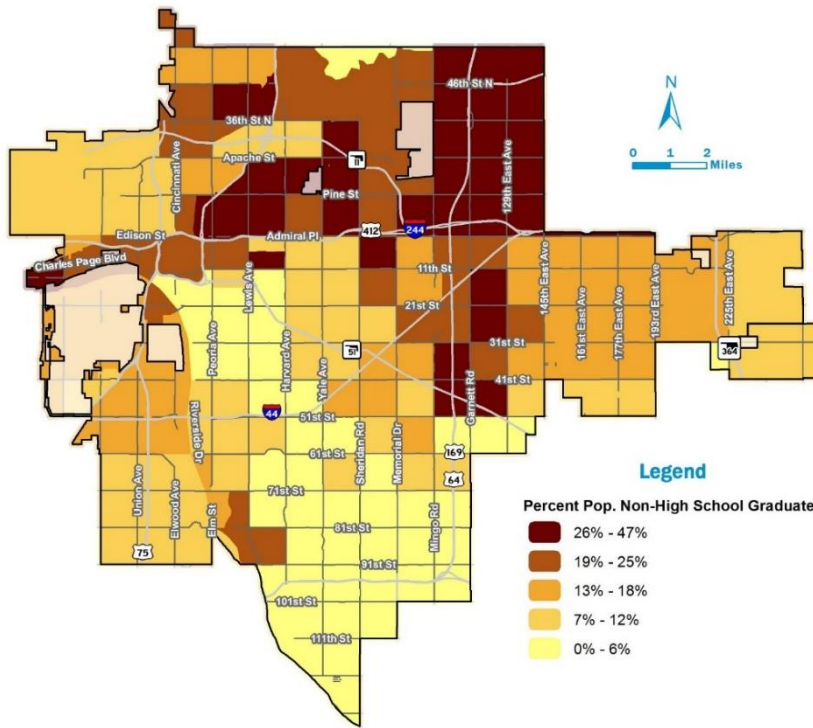 46th St N
36th St N
Apache St
11
Cincinnati Ave
129th East Ave
Pine St
Edison St
Admiral Pl
412
244
Charles Page Blvd
11th St
Lewis Ave
21st St
145th East Ave
161st East Ave
177th East Ave
193rd East Ave
225th East Ave
Peoria Ave
Harvard Ave
Yale Ave
51
31st St
364
41st St
Garnett Rd
44
51st St
Riverside Dr
61st St
Sheridan Rd
Memorial Dr
169
64
Union Ave
Elwood Ave
Elm St
71st St
81st St
Mingo Rd
75
91st St
101st St
111th St
N
0 1 2
Miles
Legend
Percent Pop. Non-High School Graduate
26% - 47%
19% - 25%
13% - 18%
7% - 12%
0% - 6%